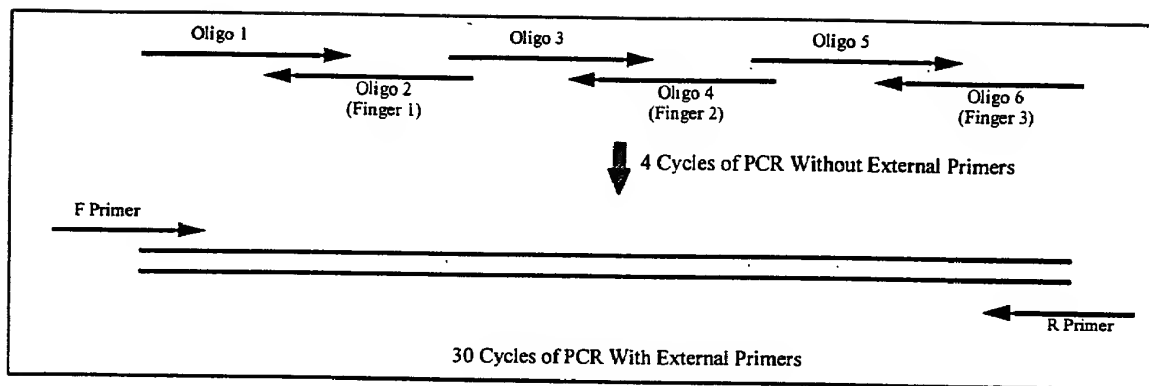 Oligo 1
Oligo 3
Oligo 5
Oligo 2
(Finger 1)
Oligo 4
(Finger 2)
Oligo 6
(Finger 3)
4 Cycles of PCR Without External Primers
F Primer
R Primer
30 Cycles of PCR With External Primers